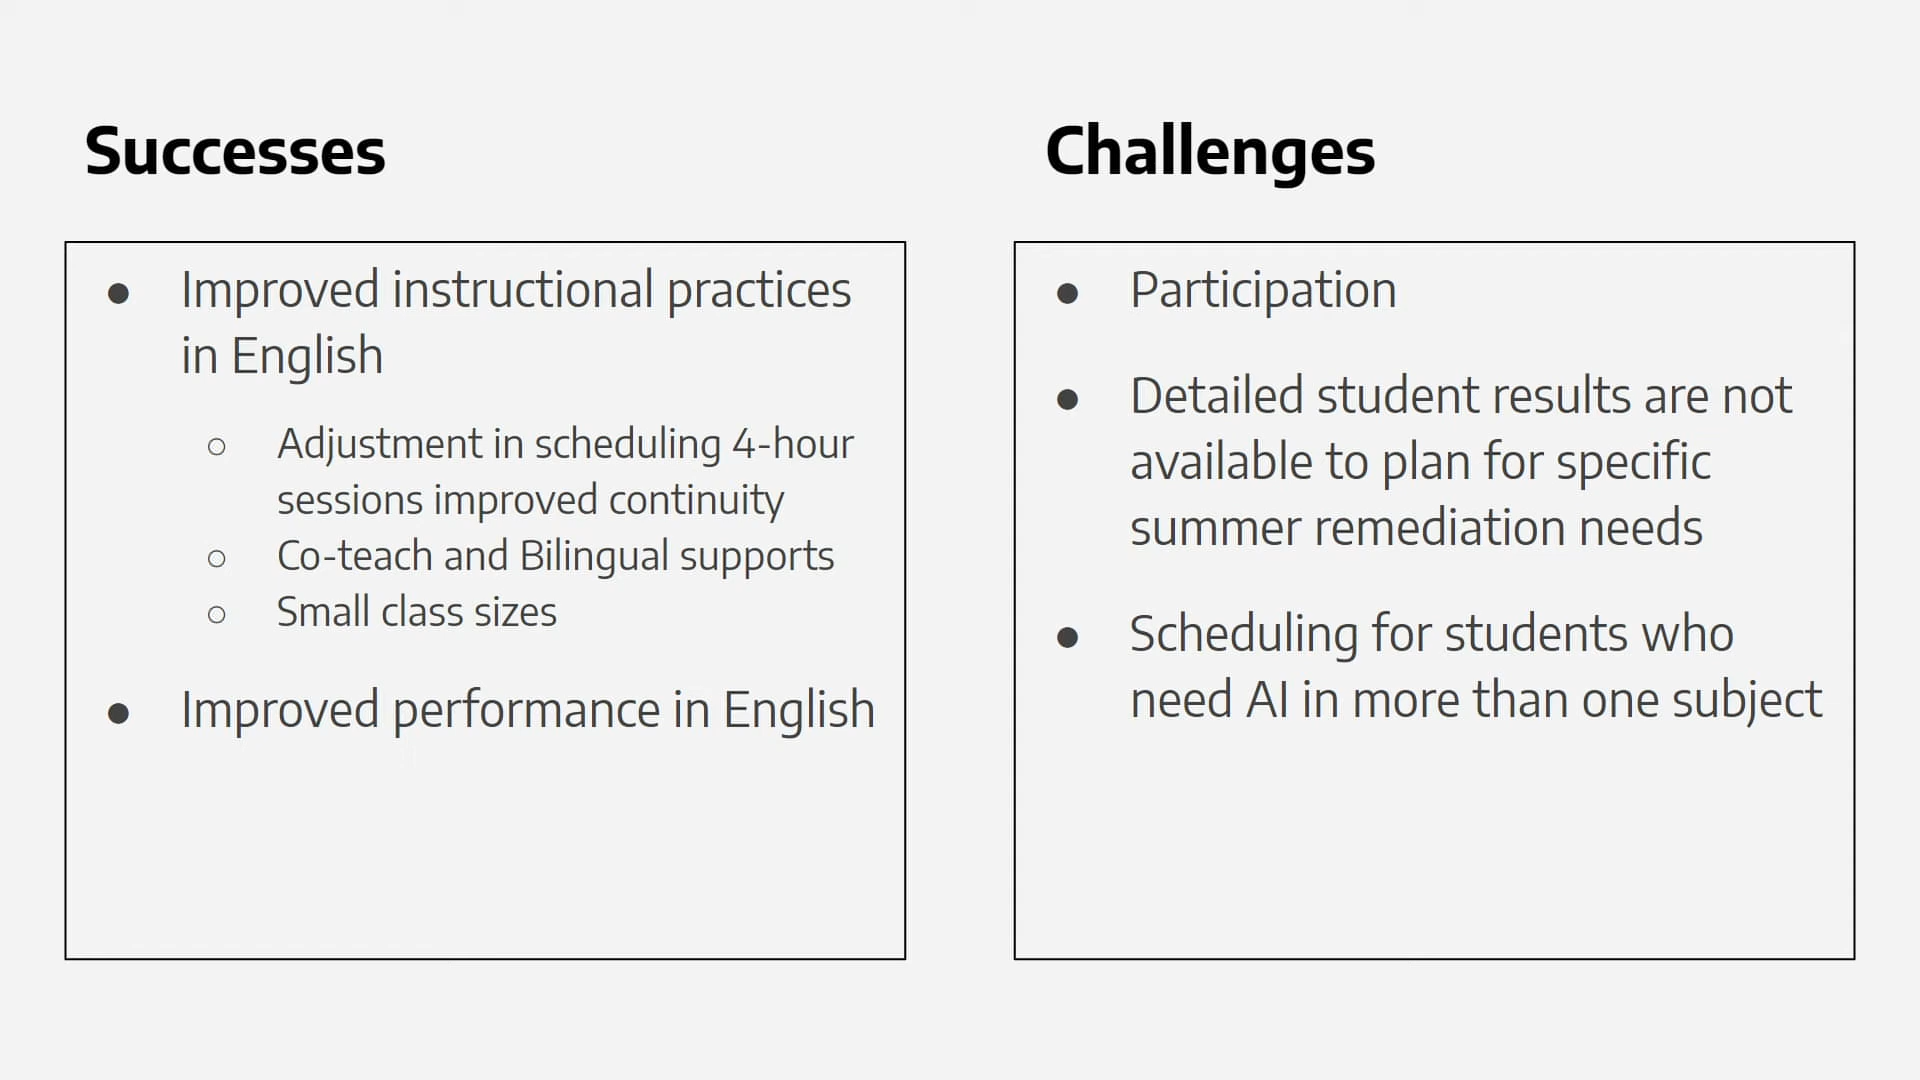 Successes
● Improved instructional practices
in English
○ Adjustment in scheduling 4-hour
sessions improved continuity
○ Co-teach and Bilingual supports
○ Small class sizes
● Improved performance in English
Challenges
● Participation
● Detailed student results are not
available to plan for specific
summer remediation needs
● Scheduling for students who
need AI in more than one subject